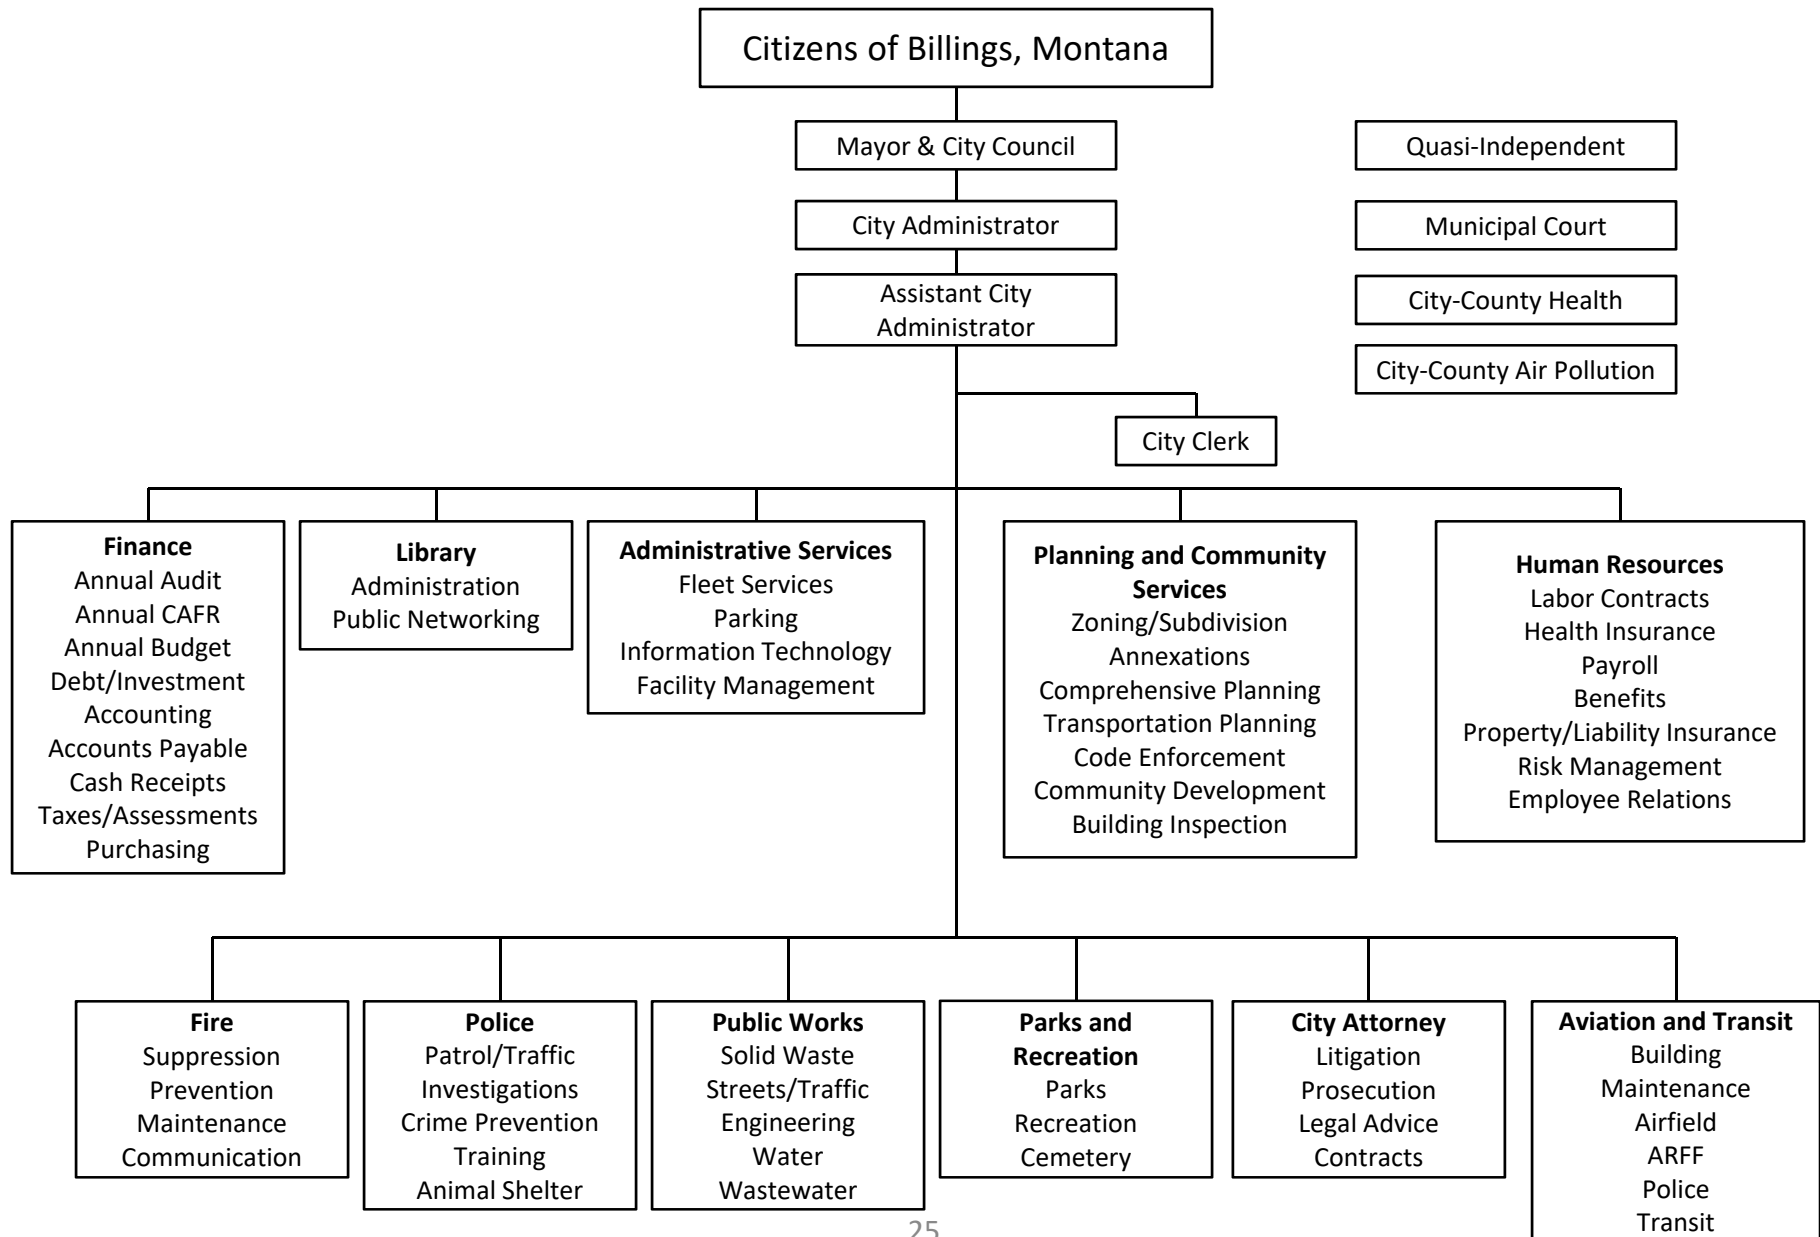 Citizens of Billings, Montana
Mayor & City Council
Quasi-Independent
City Administrator
Municipal Court
Assistant City
Administrator
City-County Health
City-County Air Pollution
City Clerk
Finance
Annual Audit
Annual CAFR
Annual Budget
Debt/Investment
Accounting
Accounts Payable
Cash Receipts
Taxes/Assessments
Purchasing
Library
Administration
Public Networking
Administrative Services
Fleet Services
Parking
Information Technology
Facility Management
Planning and Community
Services
Zoning/Subdivision
Annexations
Comprehensive Planning
Transportation Planning
Code Enforcement
Community Development
Building Inspection
Human Resources
Labor Contracts
Health Insurance
Payroll
Benefits
Property/Liability Insurance
Risk Management
Employee Relations
Fire
Suppression
Prevention
Maintenance
Communication
Police
Patrol/Traffic
Investigations
Crime Prevention
Training
Animal Shelter
Public Works
Solid Waste
Streets/Traffic
Engineering
Water
Wastewater
Parks and
Recreation
Parks
Recreation
Cemetery
City Attorney
Litigation
Prosecution
Legal Advice
Contracts
Aviation and Transit
Building
Maintenance
Airfield
ARFF
Police
Transit
25